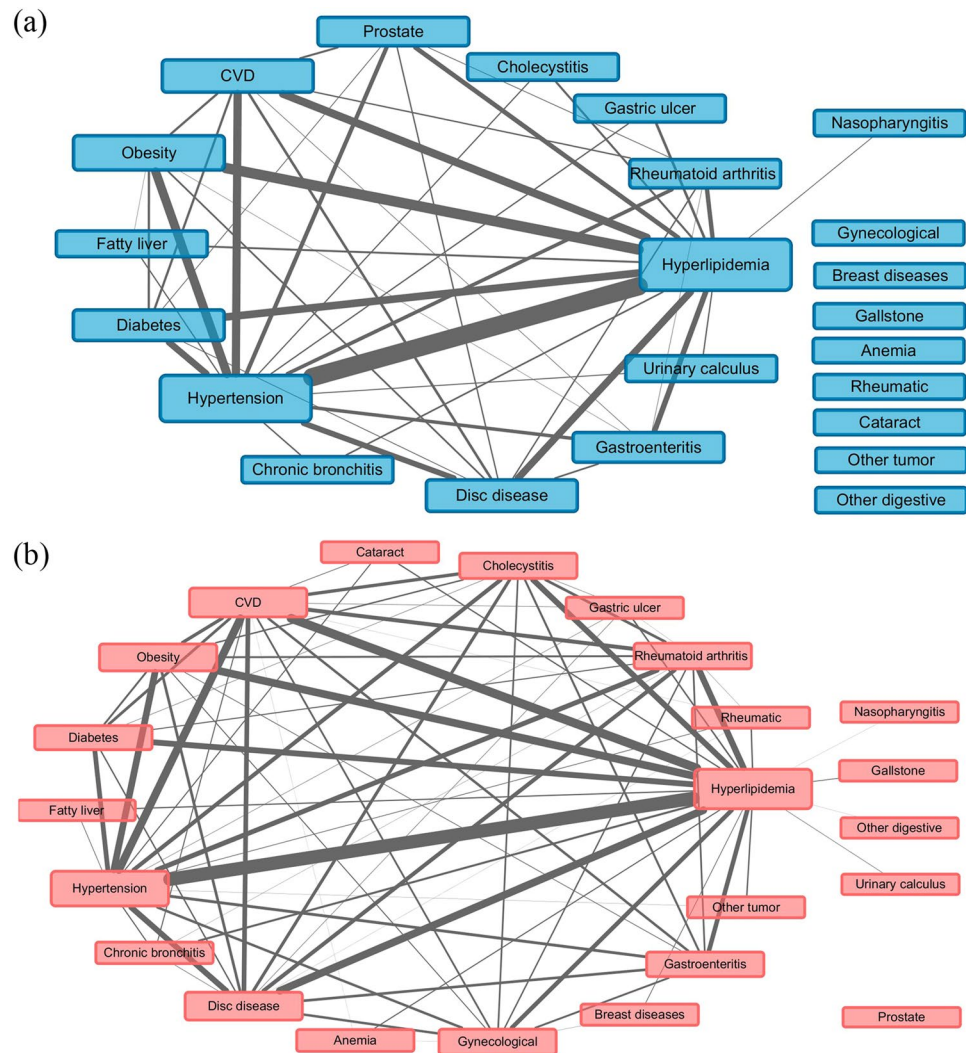 (a)
Prostate
CVD
Cholecystitis
Gastric ulcer
Nasopharyngitis
Obesity
Rheumatoid arthritis
Fatty liver
Gynecological
Hyperlipidemia
Breast diseases
Diabetes
Gallstone
Anemia
Urinary calculus
Rheumatic
Hypertension
Cataract
Gastroenteritis
Other tumor
Chronic bronchitis
Disc disease
Other digestive
(b)
Cataract
Cholecystitis
CVD
Gastric ulcer
Obesity
Rheumatoid arthritis
Nasopharyngitis
Rheumatic
Diabetes
Gallstone
Hyperlipidemia
Fatty liver
Other digestive
Hypertension
Urinary calculus
Other tumor
Chronic bronchitis
Gastroenteritis
Disc disease
Breast diseases
Prostate
Anemia
Gynecological